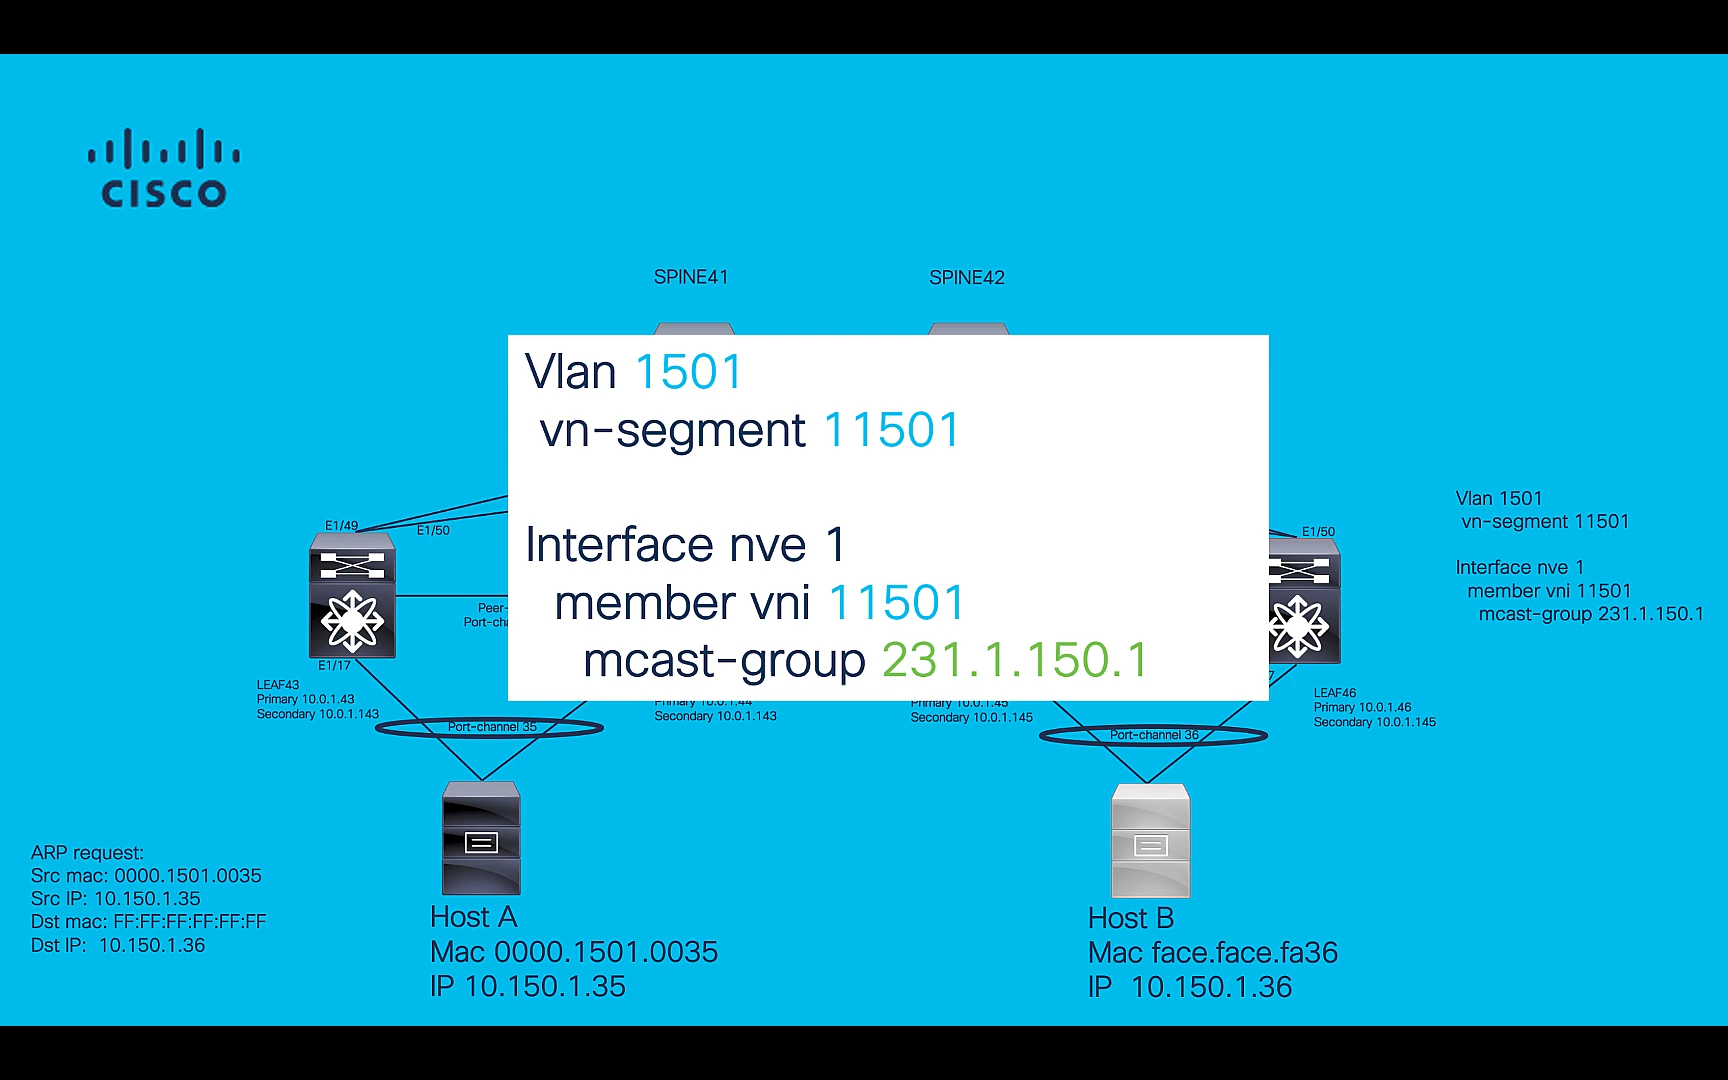 CISCO
SPINE41
SPINE42
Vlan 1501
vn-segment 11501
Interface nve 1
member vni 11501
mcast-group 231.1.150.1
E1/49
E1/50
Peer-
E1/17
LEAF43
Primary 10.0.1.43
Secondary 10.0.1.143
Port-channel 35
Secondary 10.0.1.143
Secondary 10.0.1.145
Port-channel 36
E1/50
LEAF46
Primary 10.0.1.46
Secondary 10.0.1.145
Vlan 1501
vn-segment 11501
Interface nve 1
member vni 11501
mcast-group 231.1.150.1
ARP request:
Src mac: 0000.1501.0035
Src IP: 10.150.1.35
Dst mac: FF:FF:FF:FF:FF:FF
Dst IP: 10.150.1.36
Host A
Mac 0000.1501.0035
IP 10.150.1.35
Host B
Mac face.face.fa36
IP 10.150.1.36